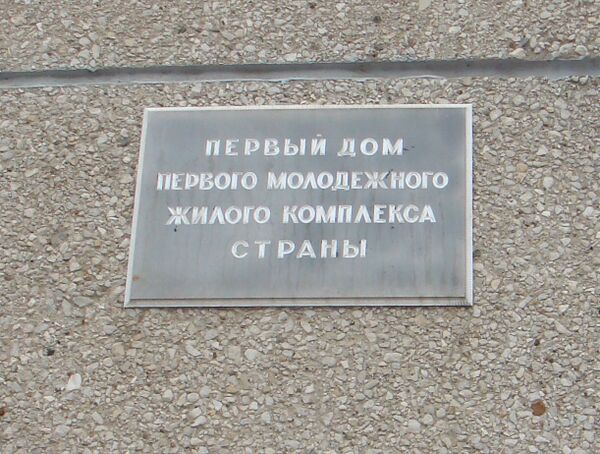 ПЕРВЫЙ ДОМ
ПЕРВОГО МОЛОДЕЖНОГО
ЖИЛОГО КОМПЛЕКСА
СТРАНЫ